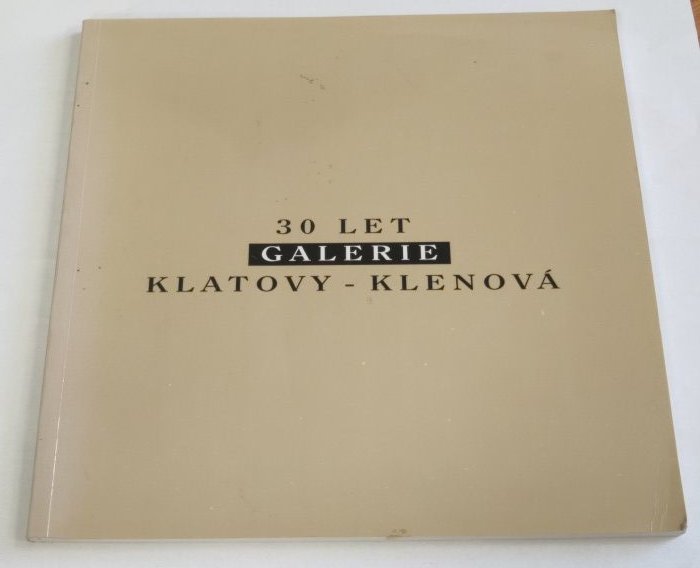 30 LET
GALERIE
KLATOVY - KLENOVÁ